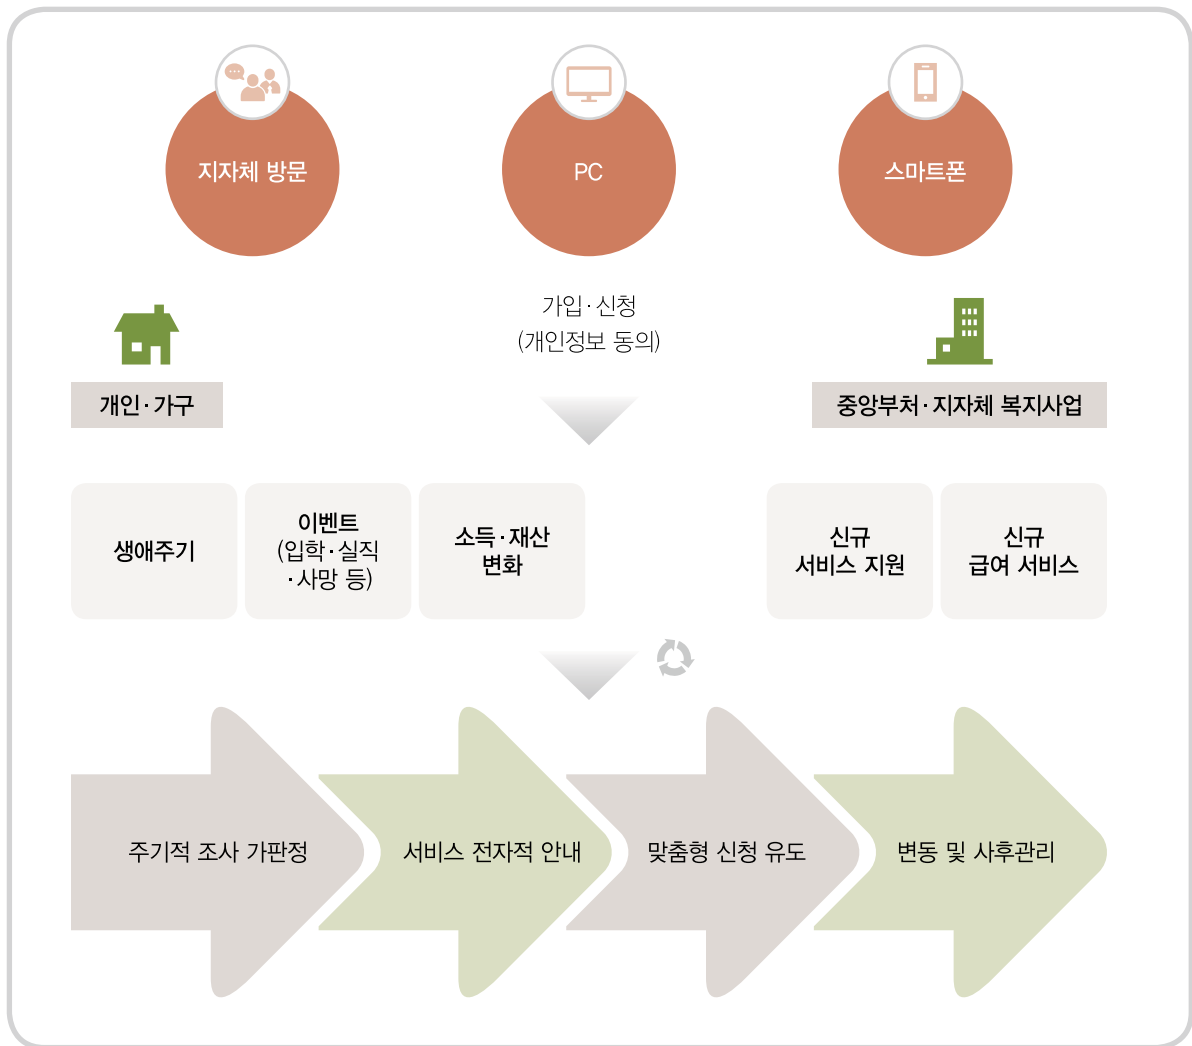 지자체 방문
PC
스마트폰
가입·신청
(개인정보 동의)
개인·가구
중앙부처·지자체 복지사업
생애주기
이벤트
(입학·실직
·사망 등)
소득·재산
변화
신규
서비스 지원
신규
급여 서비스
주기적 조사 가판정
서비스 전자적 안내
맞춤형 신청 유도
변동 및 사후관리